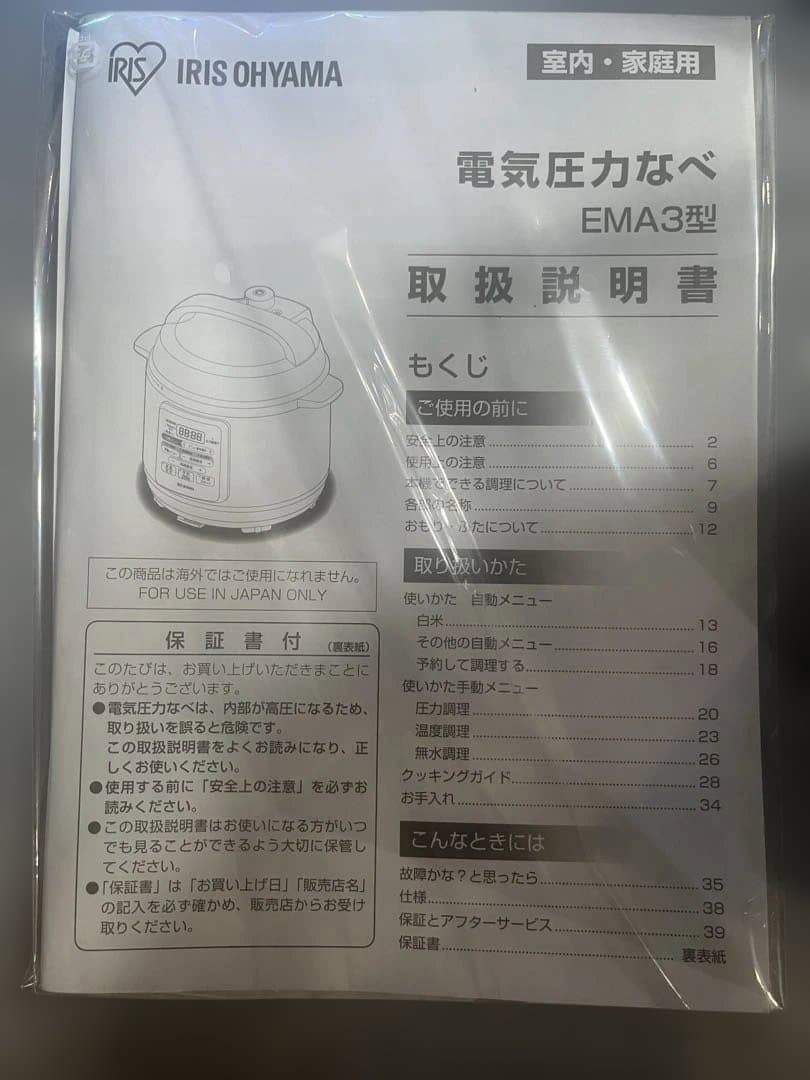 IRIS IRIS OHYAMA
室内・家庭用
電気圧力なべ
EMA3型
取扱説明書
もくじ
ご使用の前に
安全上の注意 2
使用上の注意 6
本機でできる調理について 7
各部の名称 9
おもり・ふたについて 12
取り扱いかた
使いかた 自動メニュー
白米 13
その他の自動メニュー 16
予約して調理する 18
使いかた手動メニュー
圧力調理 20
温度調理 23
無水調理 26
クッキングガイド 28
お手入れ 34
こんなときには
故障かな?と思ったら 35
仕様 38
保証とアフターサービス 39
保証書 裏表紙
88:88
この商品は海外ではご使用になれません。
FOR USE IN JAPAN ONLY
保証書付(裏表紙)
このたびは、お買い上げいただきまことに
ありがとうございます。
●電気圧力なべは、内部が高圧になるため、
取り扱いを誤ると危険です。
この取扱説明書をよくお読みになり、正
しくお使いください。
●使用する前に「安全上の注意」を必ずお
読みください。
●この取扱説明書はお使いになる方がいつ
でも見ることができるよう大切に保管し
てください。
●「保証書」は「お買い上げ日」「販売店名」
の記入を必ず確かめ、販売店からお受け
取りください。